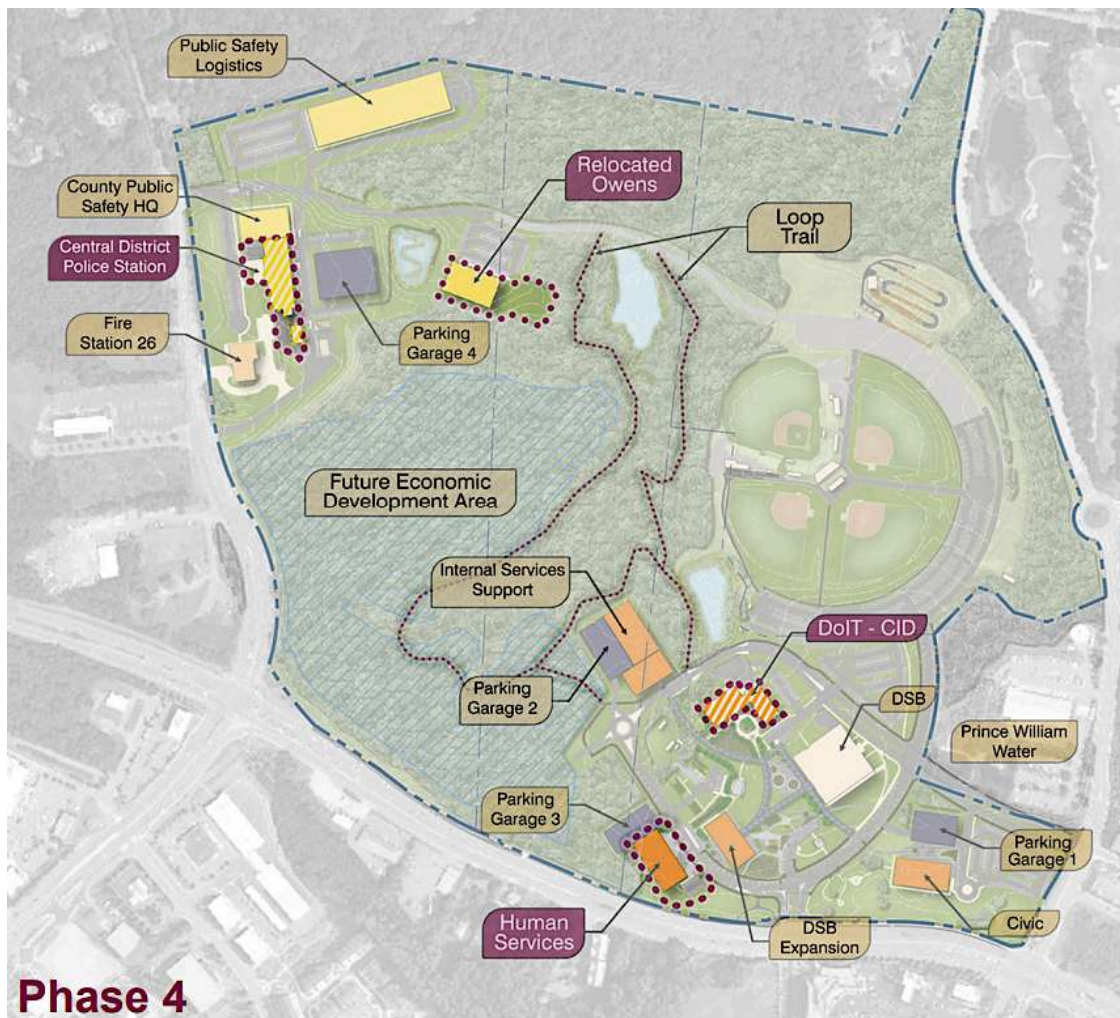 Public Safety
Logistics
Relocated
Owens
County Public
Safety HQ
Loop
Trail
Central District
Police Station
Fire
Station 26
Parking
Garage 4
Future Economic
Development Area
Internal Services
Support
DoIT - CID
Parking
Garage 2
DSB
Prince William
Water
Parking
Garage 3
Parking
Garage 1
Human
Services
DSB
Expansion
Civic
Phase 4